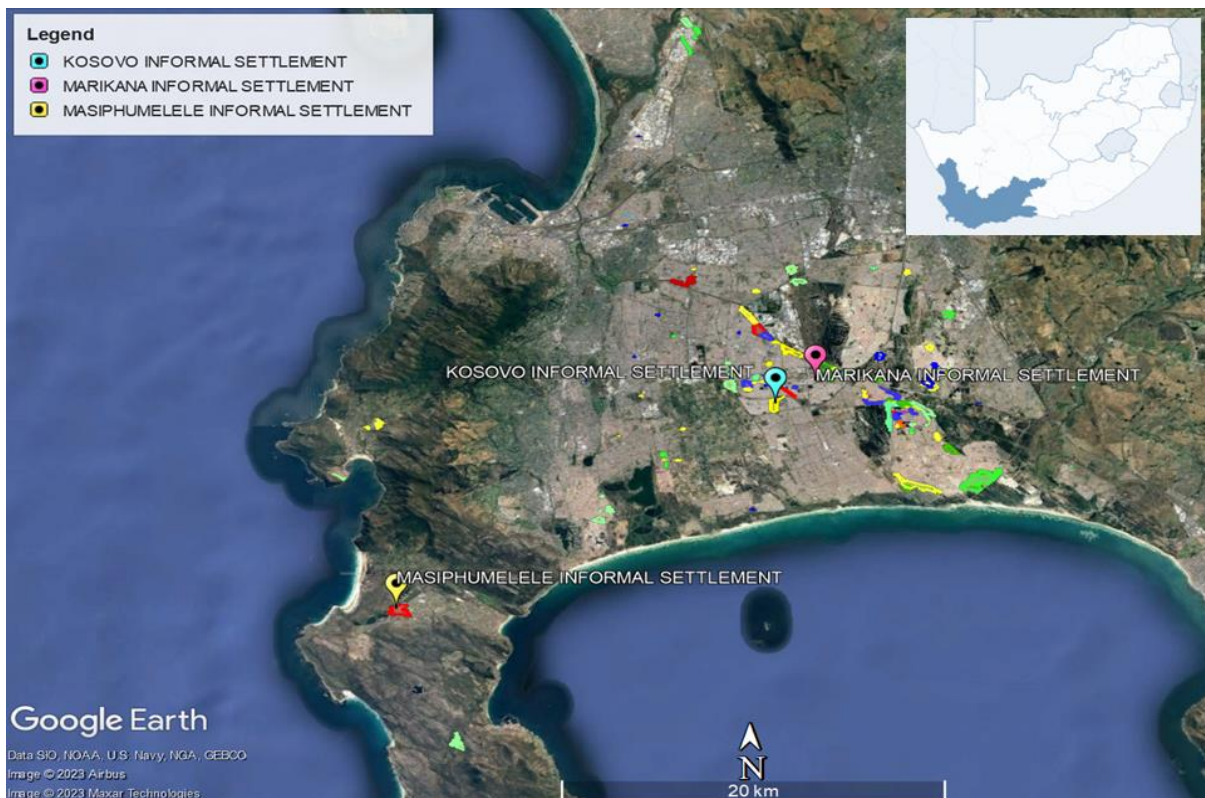 Legend
KOSOVO INFORMAL SETTLEMENT
MARIKANA INFORMAL SETTLEMENT
MASIPHUMELELE INFORMAL SETTLEMENT
KOSOVO INFORMAL SETTLEMENT
MARIKANA INFORMAL SETTLEMENT
MASIPHUMELELE INFORMAL SETTLEMENT
Google Earth
Data SIO, NOAA, U.S. Navy, NGA, GEBCO
Image © 2023 Airbus
Image © 2023 Maxar Technologies
N
20 km